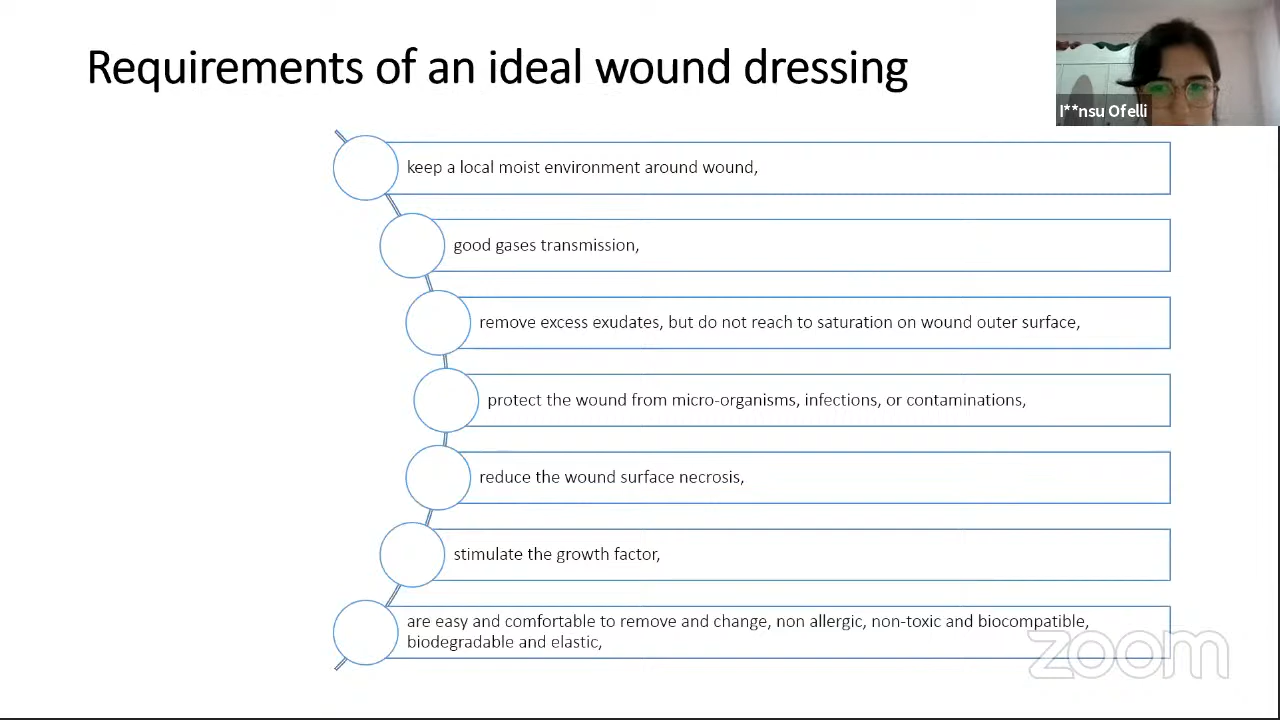 Requirements of an ideal wound dressing
I**nsu Ofelli
keep a local moist environment around wound,
good gases transmission,
remove excess exudates, but do not reach to saturation on wound outer surface,
protect the wound from micro-organisms, infections, or contaminations,
reduce the wound surface necrosis,
stimulate the growth factor,
are easy and comfortable to remove and change, non allergic, non-toxic and biocompatible,
biodegradable and elastic,
zoom